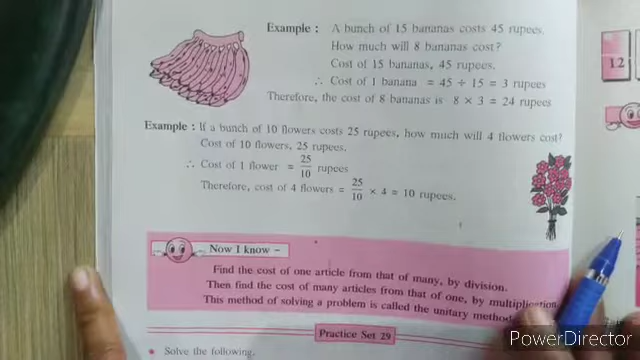 Example : A bunch of 15 bananas costs 45 rupees.
How much will 8 bananas cost?
Cost of 15 bananas, 45 rupees.
∴ Cost of 1 banana = 45 ÷ 15 = 3 rupees
Therefore, the cost of 8 bananas is 8 × 3 = 24 rupees
Example : If a bunch of 10 flowers costs 25 rupees, how much will 4 flowers cost?
Cost of 10 flowers, 25 rupees.
∴ Cost of 1 flower = 25/10 rupees
Therefore, cost of 4 flowers = 25/10 × 4 = 10 rupees.
Now I know -
Find the cost of one article from that of many, by division.
Then find the cost of many articles from that of one, by multiplication.
This method of solving a problem is called the unitary method.
Practice Set 29
• Solve the following.
12
PowerDirector